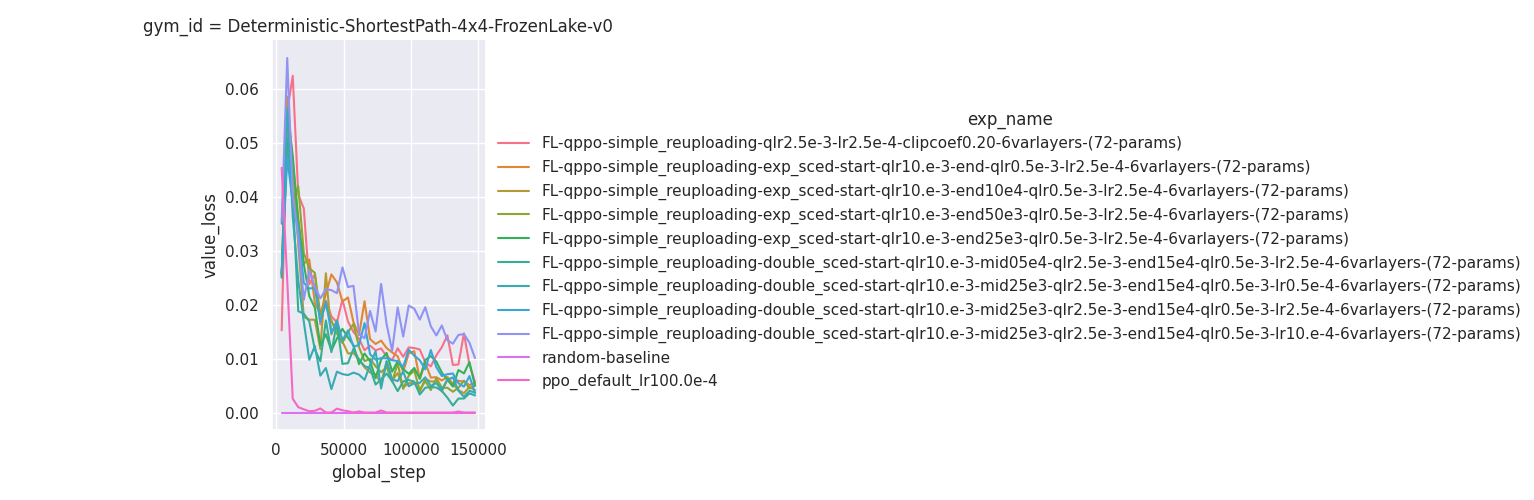 gym_id = Deterministic-ShortestPath-4x4-FrozenLake-v0
0.06
0.05
0.04
0.03
0.02
0.01
0.00
value_loss
0
50000
100000
150000
global_step
exp_name
FL-qppo-simple_reuploading-qlr2.5e-3-lr2.5e-4-clipcoef0.20-6varlayers-(72-params)
FL-qppo-simple_reuploading-exp_sced-start-qlr10.e-3-end-qlr0.5e-3-lr2.5e-4-6varlayers-(72-params)
FL-qppo-simple_reuploading-exp_sced-start-qlr10.e-3-end10e4-qlr0.5e-3-lr2.5e-4-6varlayers-(72-params)
FL-qppo-simple_reuploading-exp_sced-start-qlr10.e-3-end50e3-qlr0.5e-3-lr2.5e-4-6varlayers-(72-params)
FL-qppo-simple_reuploading-exp_sced-start-qlr10.e-3-end25e3-qlr0.5e-3-lr2.5e-4-6varlayers-(72-params)
FL-qppo-simple_reuploading-double_sced-start-qlr10.e-3-mid05e4-qlr2.5e-3-end15e4-qlr0.5e-3-lr2.5e-4-6varlayers-(72-params)
FL-qppo-simple_reuploading-double_sced-start-qlr10.e-3-mid25e3-qlr2.5e-3-end15e4-qlr0.5e-3-lr0.5e-4-6varlayers-(72-params)
FL-qppo-simple_reuploading-double_sced-start-qlr10.e-3-mid25e3-qlr2.5e-3-end15e4-qlr0.5e-3-lr2.5e-4-6varlayers-(72-params)
FL-qppo-simple_reuploading-double_sced-start-qlr10.e-3-mid25e3-qlr2.5e-3-end15e4-qlr0.5e-3-lr10.e-4-6varlayers-(72-params)
random-baseline
ppo_default_lr100.0e-4